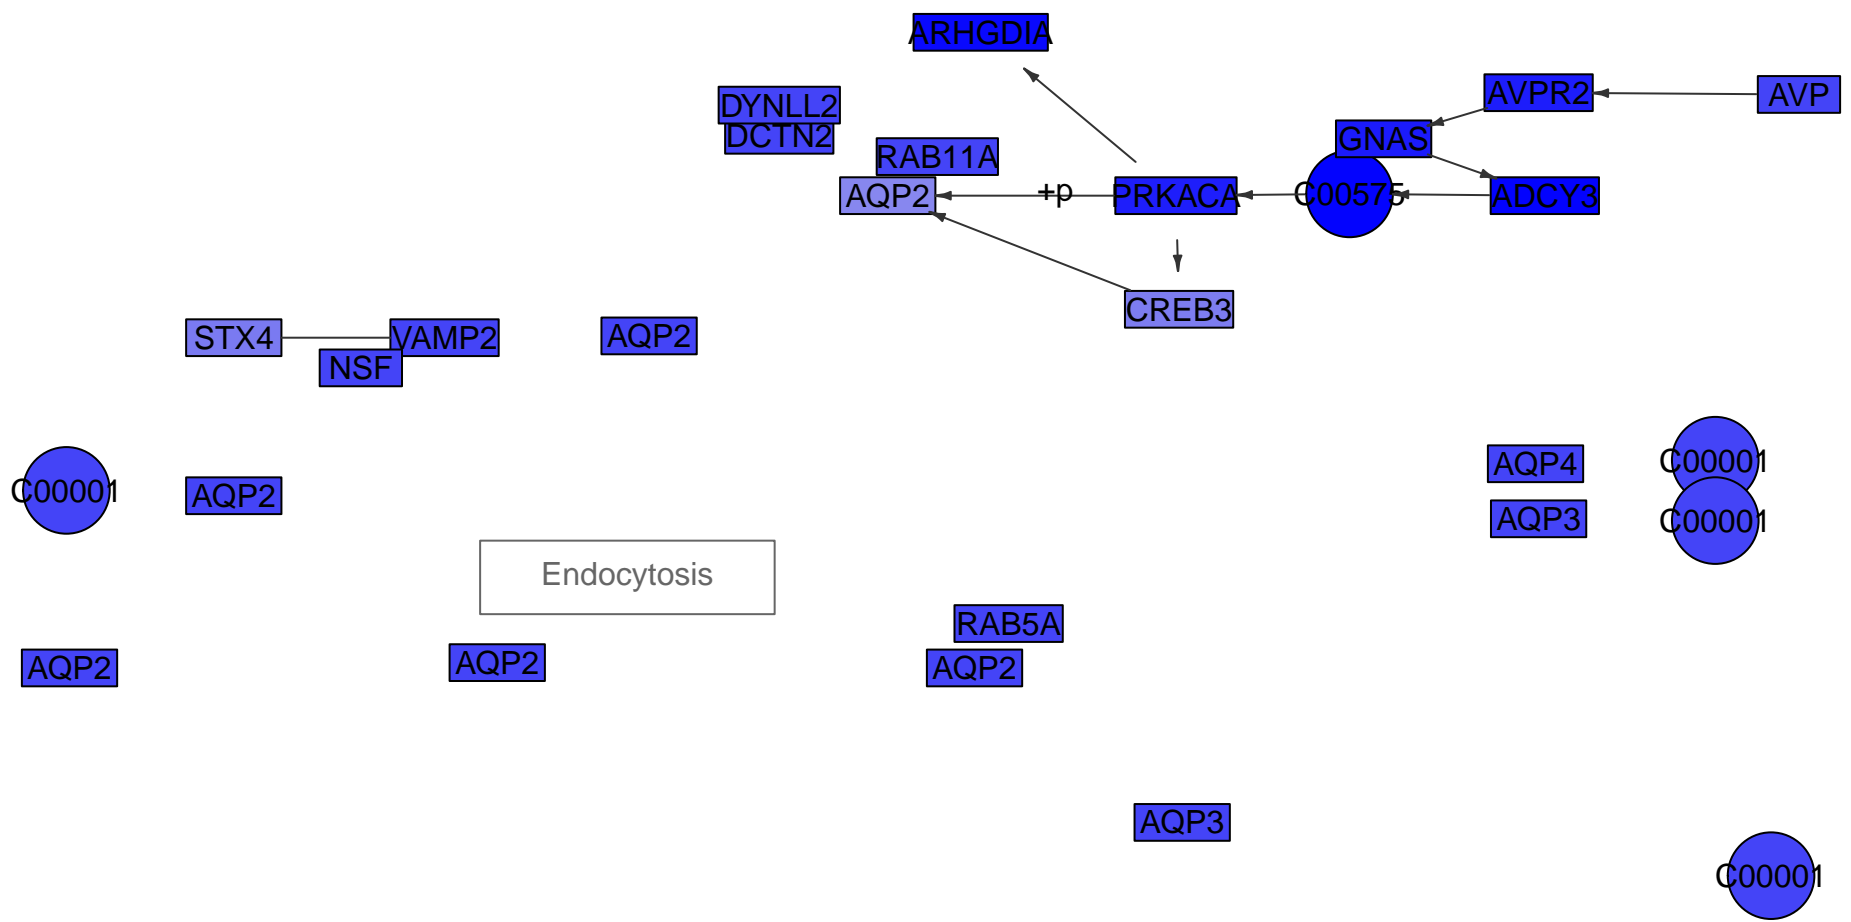 ARHGDIA
DYNLL2
AVPR2
AVP
DCTN2
GNAS
RAB11A
AQP2
+p
PRKACA
C00575
ADCY3
CREB3
STX4
VAMP2
AQP2
NSF
C00001
AQP2
AQP4
C00001
AQP3
C00001
Endocytosis
RAB5A
AQP2
AQP2
AQP2
AQP3
C00001